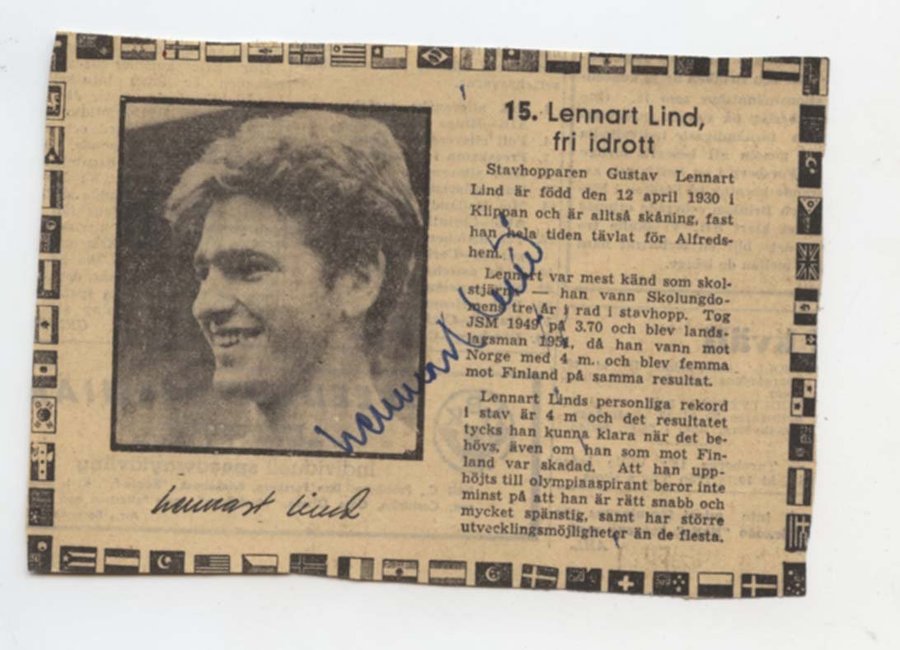 15. Lennart Lind,
fri idrott
Stavhopparen Gustav Lennart
Lind är född den 12 april 1930 i
Klippan och är alltså skåning, fast
han hela tiden tävlat för Alfreds-
hem.
Lennart var mest känd som skol-
stjärna — han vann Skolungdo-
mens tre år i rad i stavhopp. Tog
JSM 1949 på 3.70 och blev lands-
lagsman 1951, då han vann mot
Norge med 4 m. och blev femma
mot Finland på samma resultat.
Lennart Linds personliga rekord
i stav är 4 m och det resultatet
tycks han kunna klara när det be-
hövs, även om han som mot Fin-
land var skadad. Att han upp-
höjts till olympiaaspirant beror inte
minst på att han är rätt snabb och
mycket spänstig, samt har större
utvecklingsmöjligheter än de flesta.
Lennart Lind
Lennart Lind